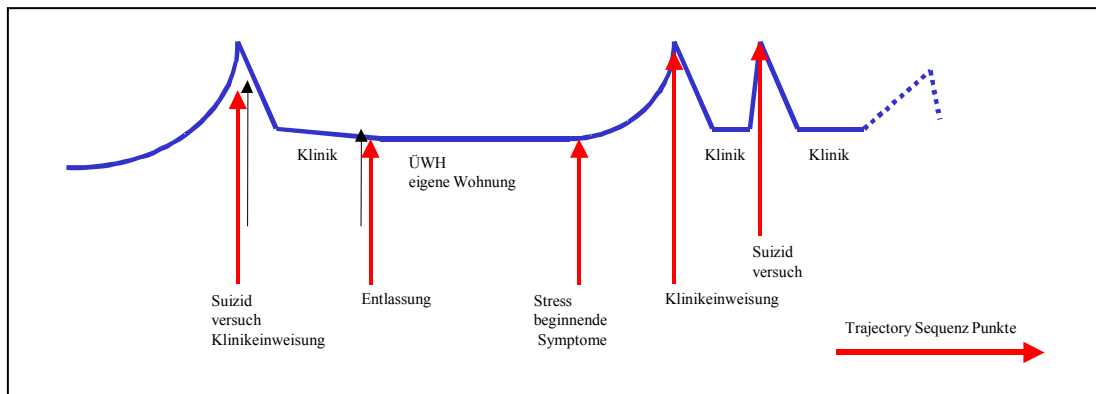 Klinik
ÜWH
eigene Wohnung
Klinik
Klinik
Suizid
versuch
Klinikeinweisung
Entlassung
Stress
beginnende
Symptome
Klinikeinweisung
Suizid
versuch
Trajectory Sequenz Punkte